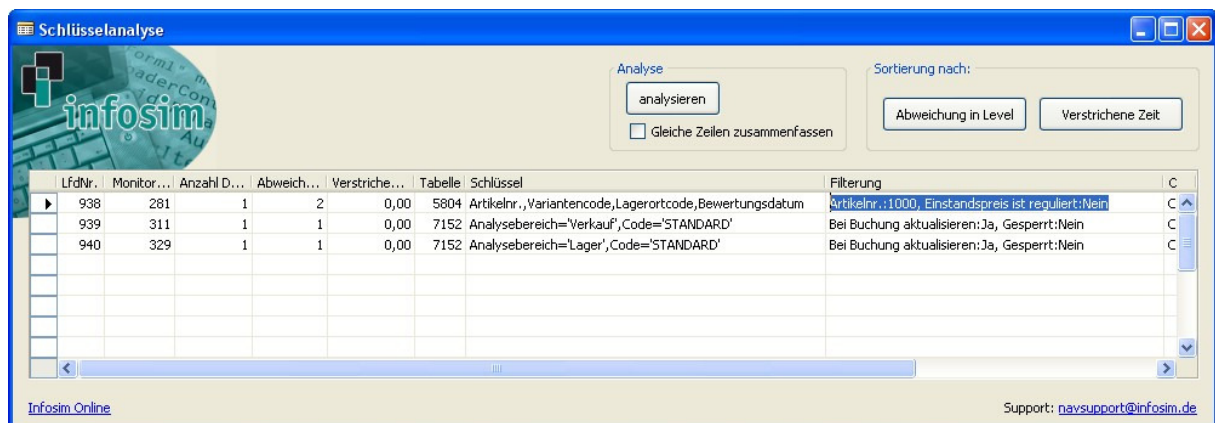 Schlüsselanalyse
infosim
Analyse
analysieren
Gleiche Zeilen zusammenfassen
Sortierung nach:
Abweichung in Level
Verstrichene Zeit
LfdNr. Monitor... Anzahl D... Abweich... Verstriche... Tabelle Schlüssel Filterung C
938 281 1 2 0,00 5804 Artikelnr.,Variantencode,Lagerortcode,Bewertungsdatum Artikelnr.:1000, Einstandspreis ist reguliert:Nein C
939 311 1 1 0,00 7152 Analysebereich='Verkauf',Code='STANDARD' Bei Buchung aktualisieren:Ja, Gesperrt:Nein C
940 329 1 1 0,00 7152 Analysebereich='Lager',Code='STANDARD' Bei Buchung aktualisieren:Ja, Gesperrt:Nein C
Infosim Online
Support: navsupport@infosim.de